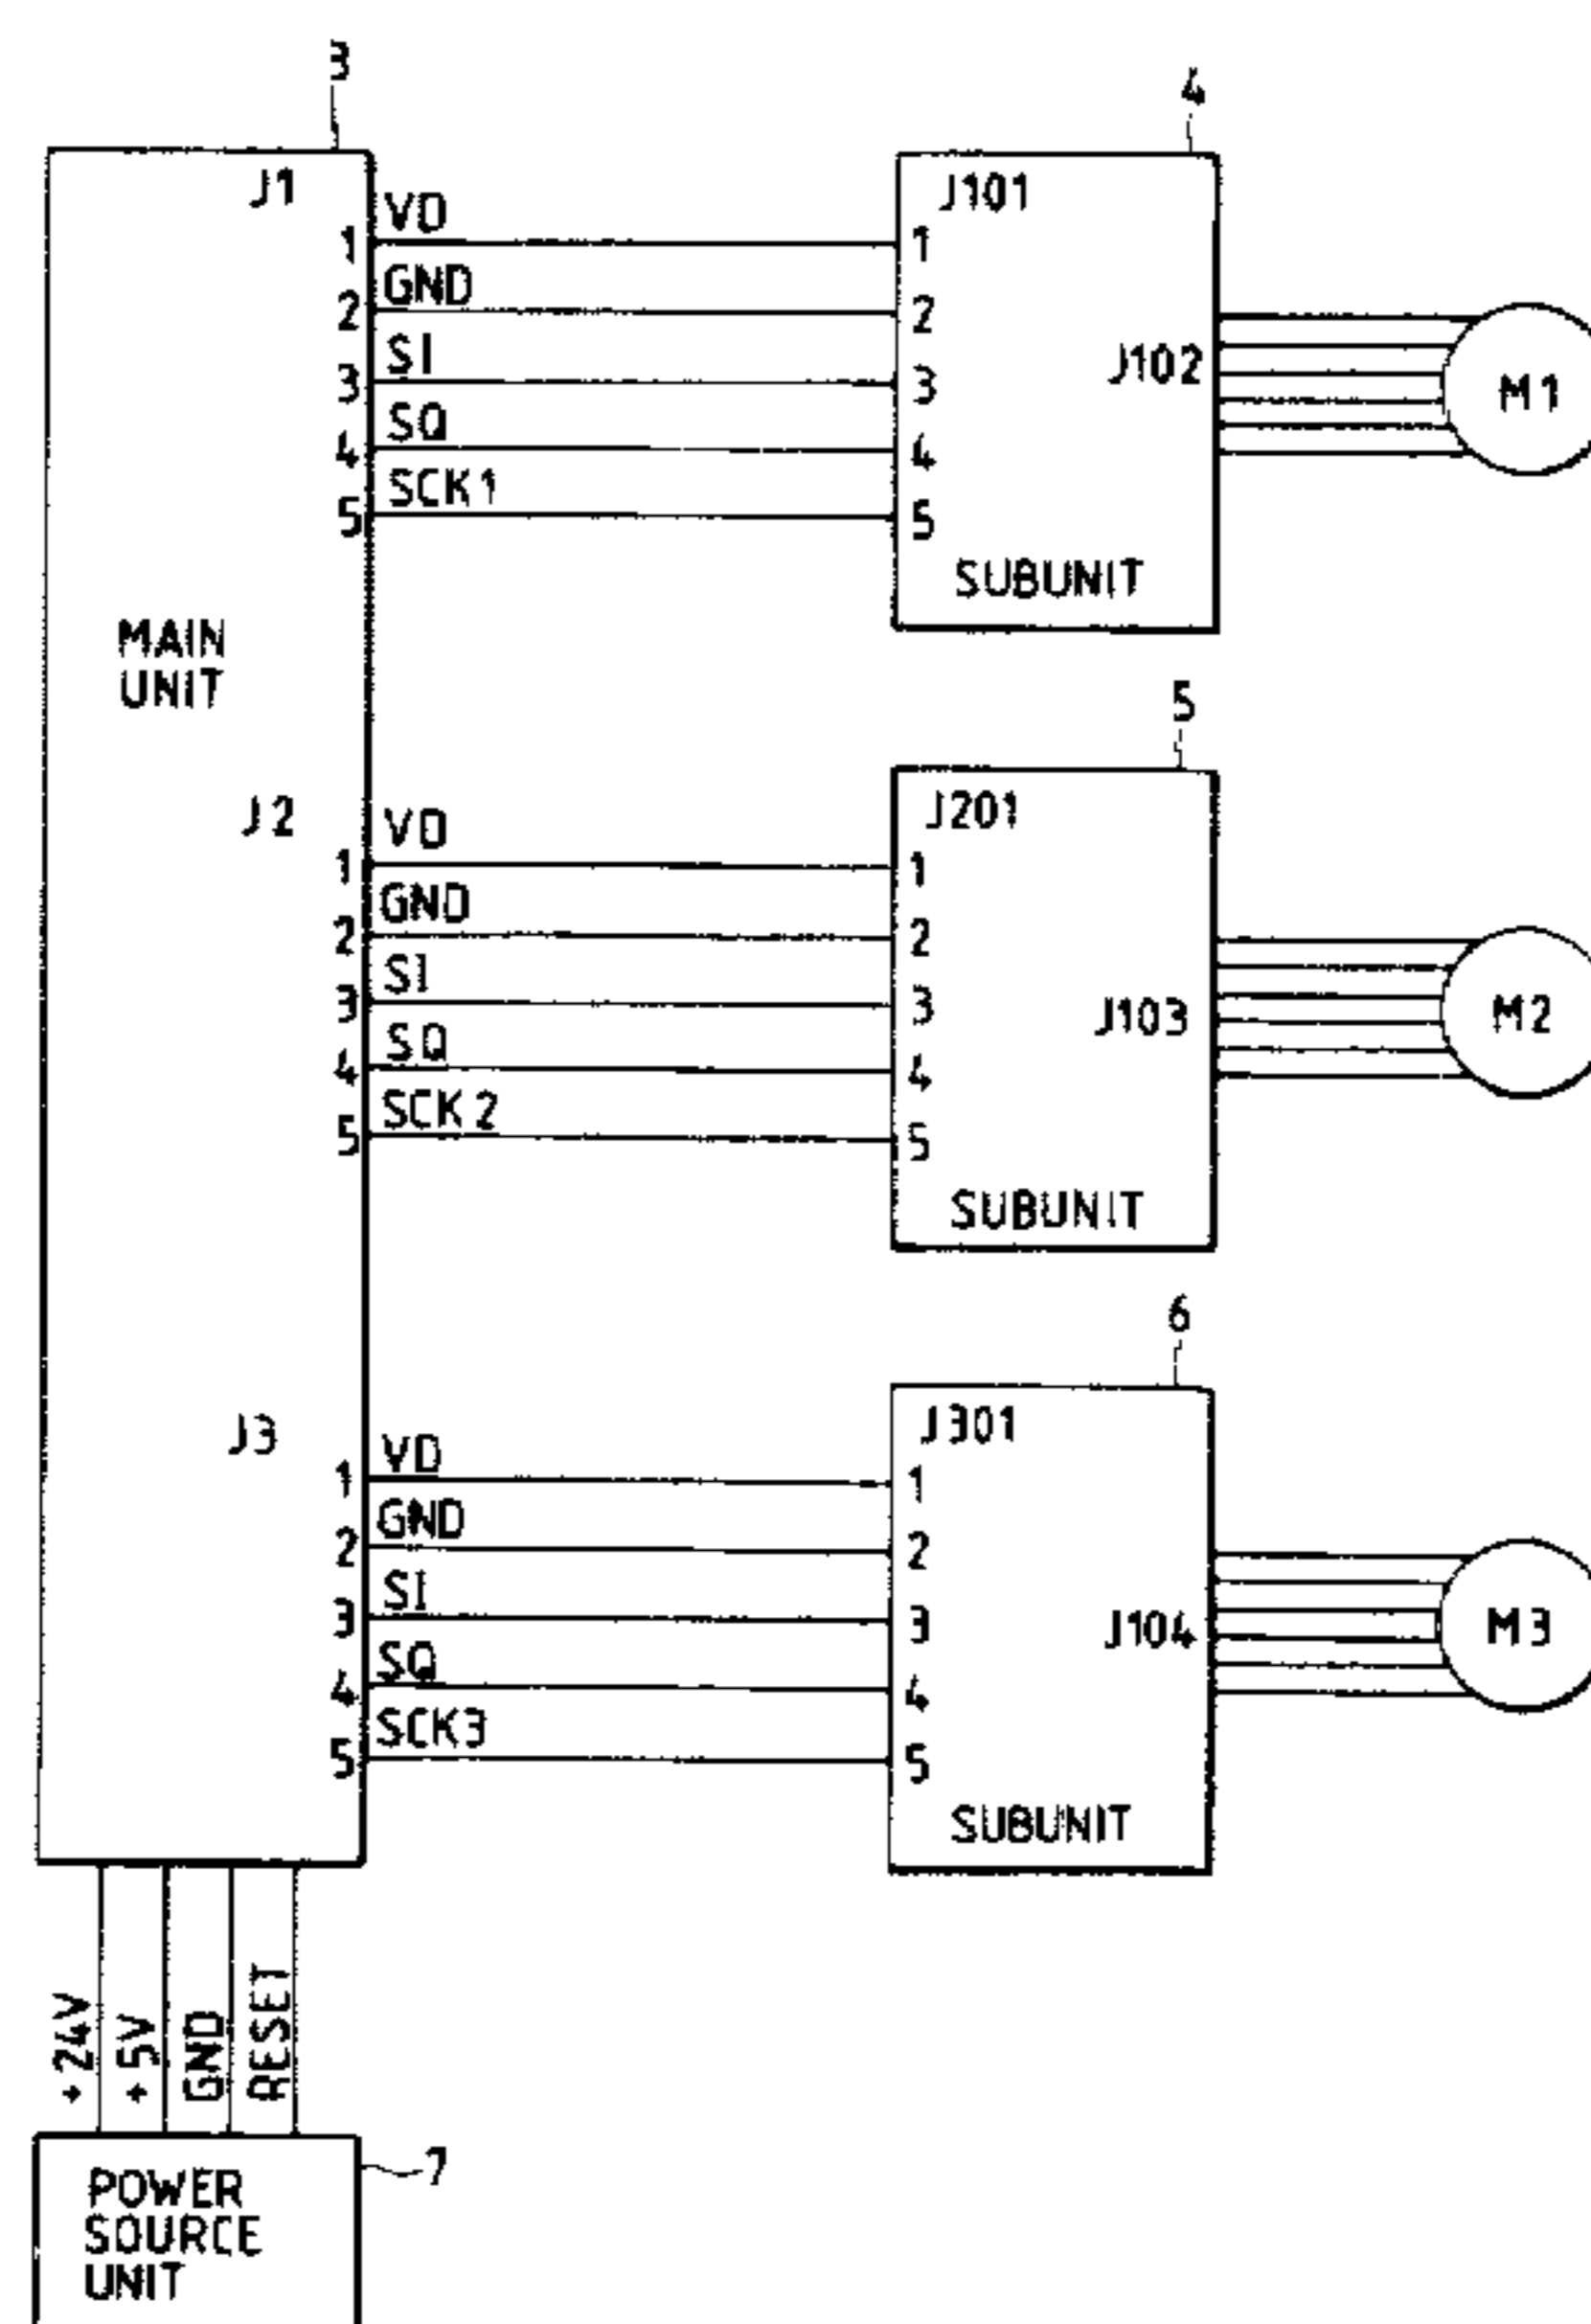 3
4
J1
J101
VD
1
1
GND
2
2
SI
3
3
SQ
4
4
SCK1
5
5
J102
M1
SUBUNIT
MAIN
UNIT
5
J2
J201
VD
1
1
GND
2
2
SI
3
3
SQ
4
4
SCK2
5
5
J103
M2
SUBUNIT
6
J3
J301
VD
1
1
GND
2
2
SI
3
3
SQ
4
4
SCK3
5
5
J104
M3
SUBUNIT
+24V
+5V
GND
RESET
7
POWER
SOURCE
UNIT